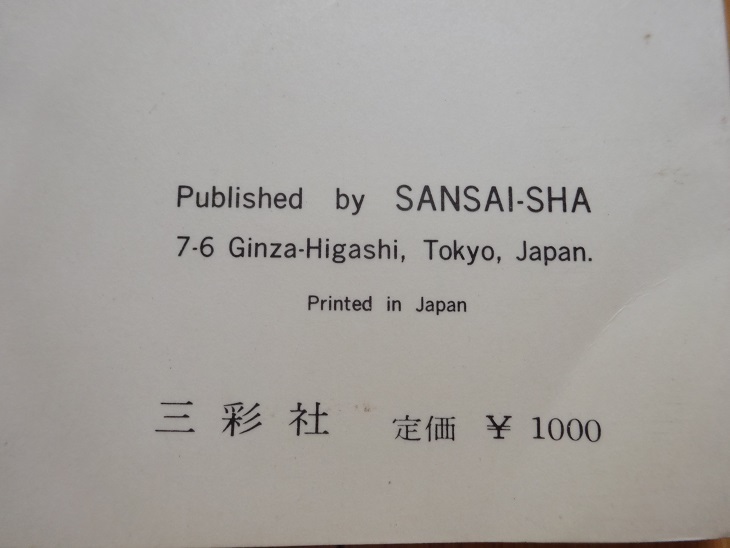 Published by SANSAI-SHA
7-6 Ginza-Higashi, Tokyo, Japan.
Printed in Japan
三彩社 定価 ¥ 1000